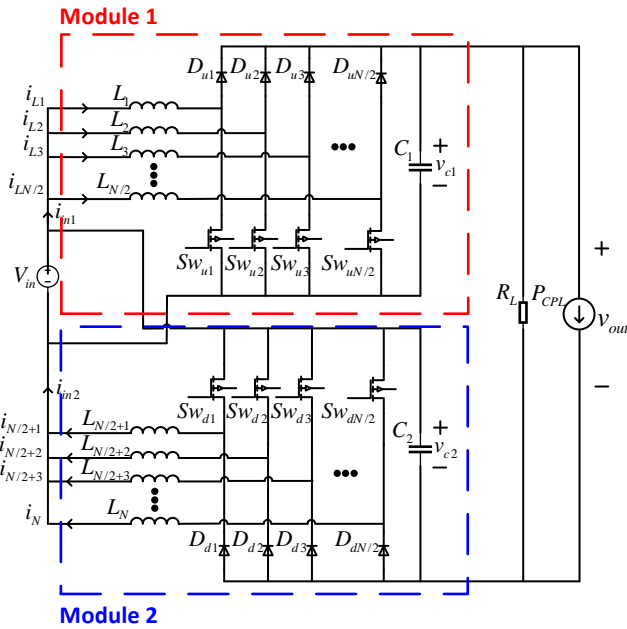 Module 1
D_{u1} D_{u2} D_{u3} D_{uN/2}
i_{L1} L_1
i_{L2} L_2
i_{L3} L_3
C_1 + v_{c1} −
i_{LN/2} L_{N/2}
i_{in1}
Sw_{u1} Sw_{u2} Sw_{u3} Sw_{uN/2}
V_{in} + −
R_L P_{CPL} + v_{out} −
i_{in2}
Sw_{d1} Sw_{d2} Sw_{d3} Sw_{dN/2}
i_{N/2+1} L_{N/2+1}
i_{N/2+2} L_{N/2+2}
i_{N/2+3} L_{N/2+3}
C_2 + v_{c2} −
i_N L_N
D_{d1} D_{d2} D_{d3} D_{dN/2}
Module 2